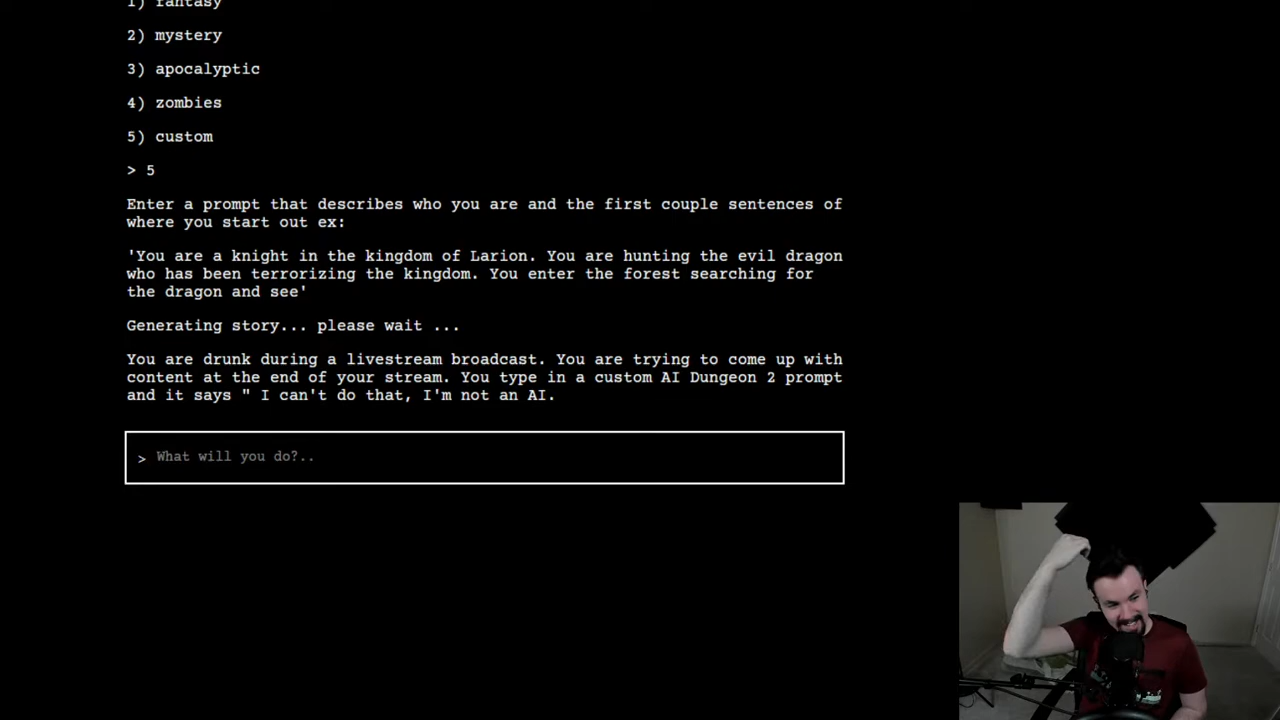 1) fantasy
2) mystery
3) apocalyptic
4) zombies
5) custom
> 5
Enter a prompt that describes who you are and the first couple sentences of
where you start out ex:
'You are a knight in the kingdom of Larion. You are hunting the evil dragon
who has been terrorizing the kingdom. You enter the forest searching for
the dragon and see'
Generating story... please wait ...
You are drunk during a livestream broadcast. You are trying to come up with
content at the end of your stream. You type in a custom AI Dungeon 2 prompt
and it says " I can't do that, I'm not an AI.
> What will you do?..